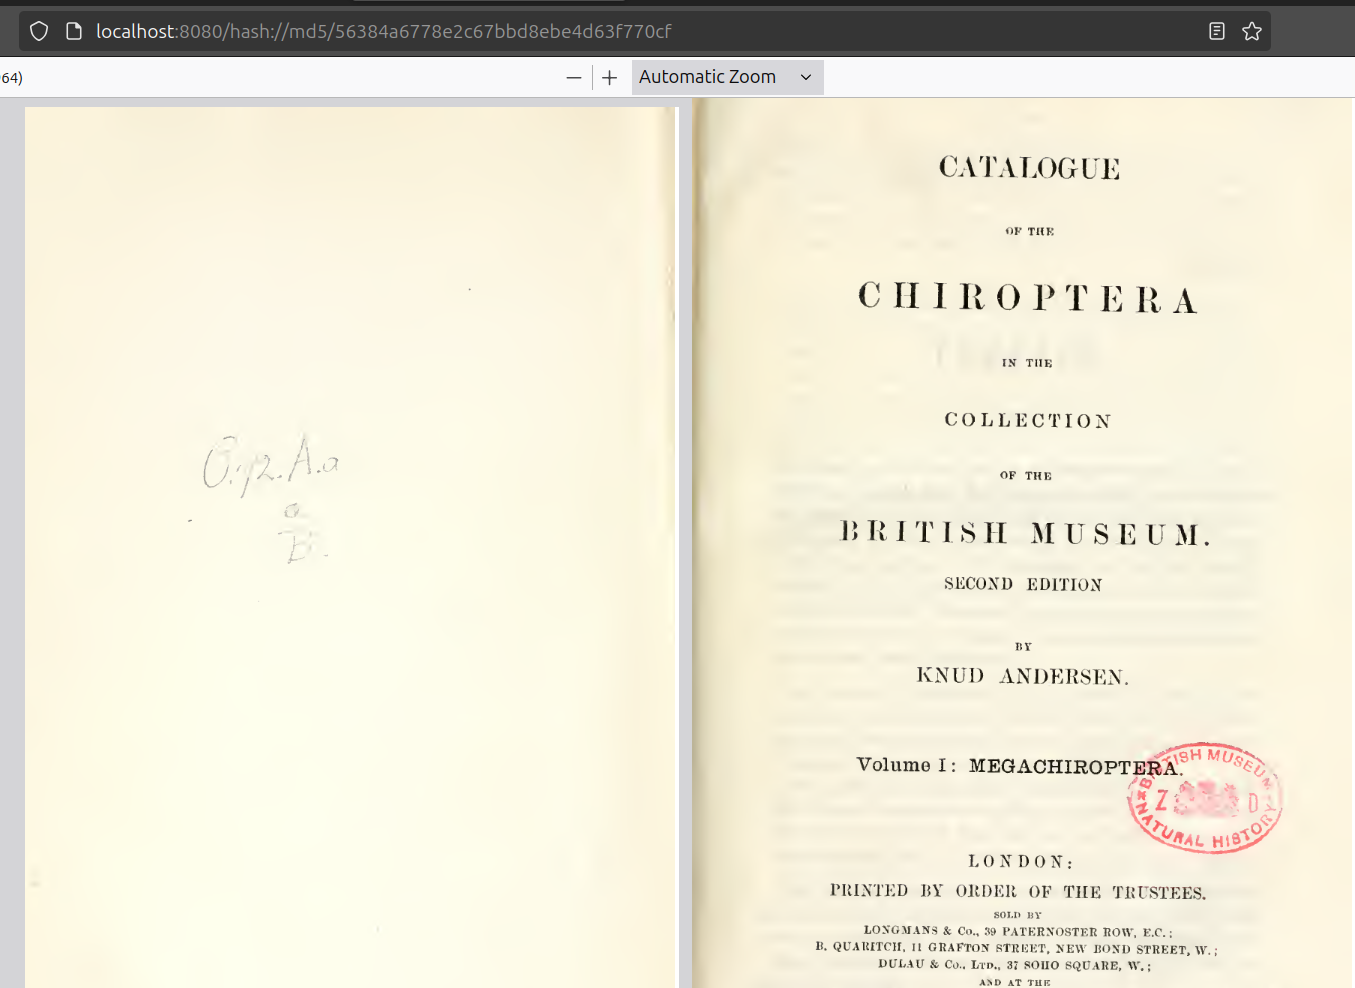 localhost:8080/hash://md5/56384a6778e2c67bbd8ebe4d63f770cf
64)
Automatic Zoom
CATALOGUE
OF THE
CHIROPTERA
IN THE
COLLECTION
OF THE
BRITISH MUSEUM.
SECOND EDITION
BY
KNUD ANDERSEN.
Volume I: MEGACHIROPTERA.
BRITISH MUSEUM
Z D
NATURAL HISTORY
LONDON:
PRINTED BY ORDER OF THE TRUSTEES.
SOLD BY
LONGMANS & Co., 39 PATERNOSTER ROW, E.C.;
B. QUARITCH, 11 GRAFTON STREET, NEW BOND STREET, W.;
DULAU & Co., LTD., 37 SOHO SQUARE, W.;
AND AT THE